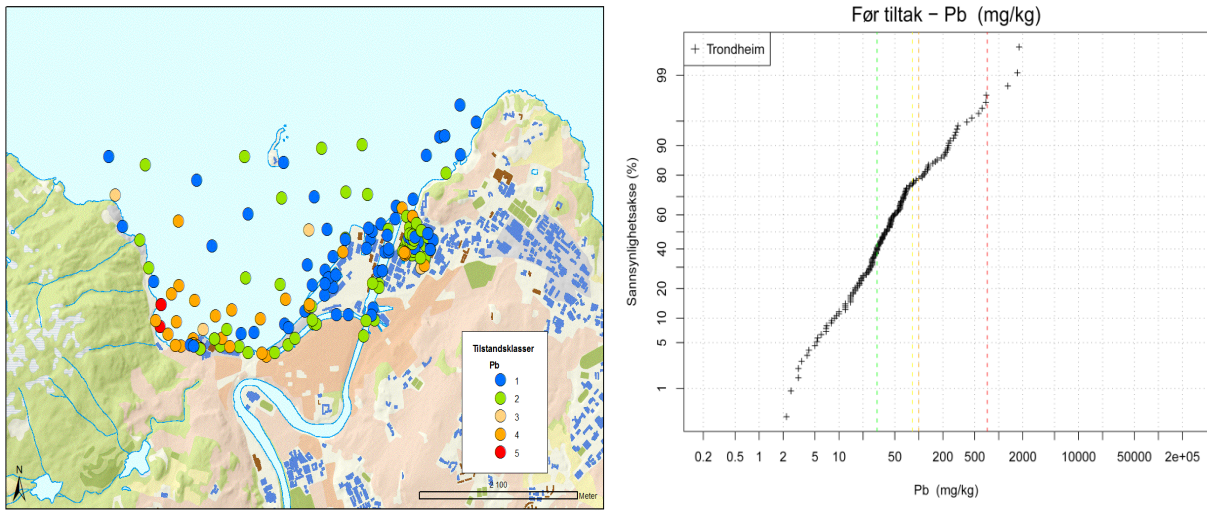 Tilstandsklasser
Pb
1
2
3
4
5
N
2 100
Meter
Før tiltak − Pb (mg/kg)
Trondheim
Sannsynlighetsakse (%)
99
90
80
60
40
20
10
5
1
0.2 0.5 1 2 5 10 50 200 500 2000 10000 50000 2e+05
Pb (mg/kg)